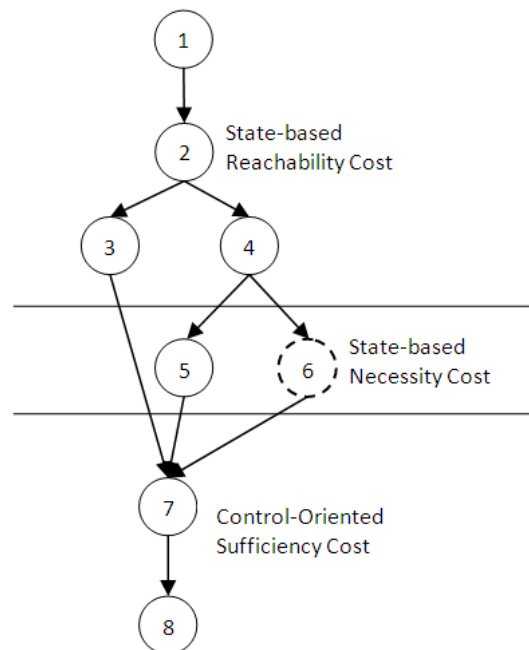 1
2
State-based
Reachability Cost
3
4
5
6
State-based
Necessity Cost
7
Control-Oriented
Sufficiency Cost
8